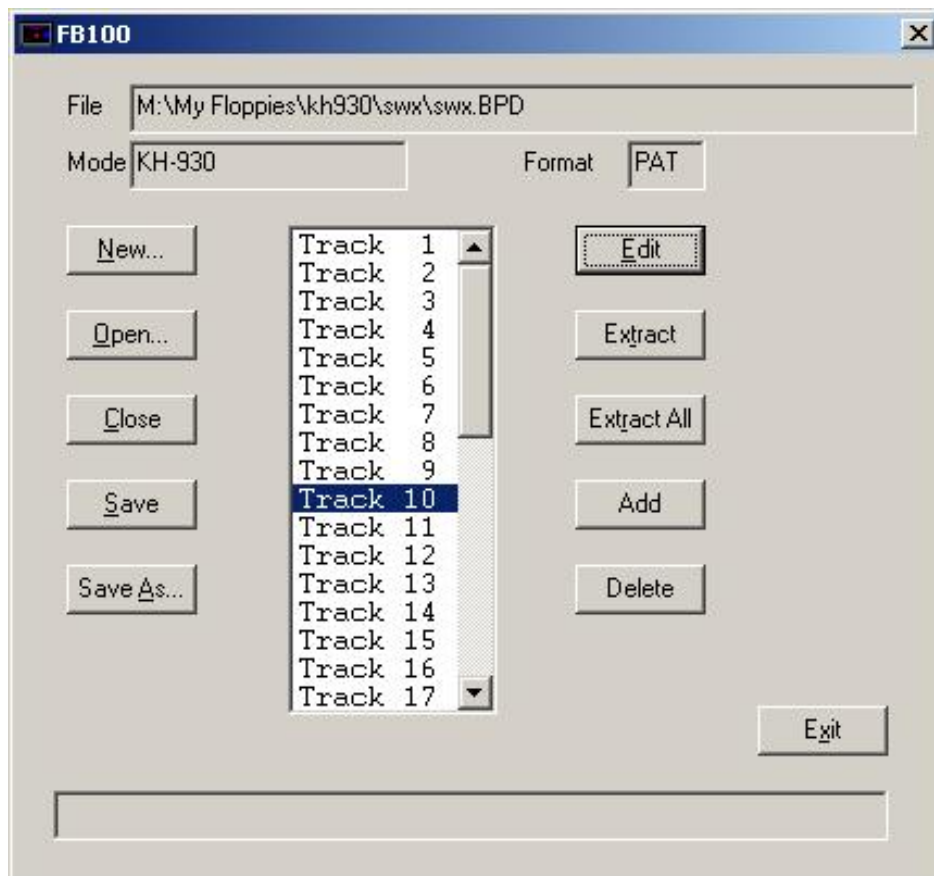 FB100
File M:\My Floppies\kh930\swx\swx.BPD
Mode KH-930 Format PAT
New...
Open...
Close
Save
Save As...
Track 1
Track 2
Track 3
Track 4
Track 5
Track 6
Track 7
Track 8
Track 9
Track 10
Track 11
Track 12
Track 13
Track 14
Track 15
Track 16
Track 17
Edit
Extract
Extract All
Add
Delete
Exit